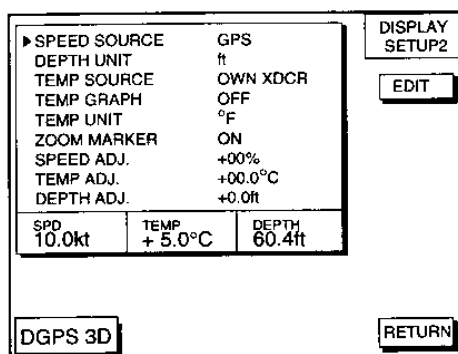 DISPLAY
SETUP2
▶SPEED SOURCE GPS
DEPTH UNIT ft
TEMP SOURCE OWN XDCR
TEMP GRAPH OFF
TEMP UNIT °F
ZOOM MARKER ON
SPEED ADJ. +00%
TEMP ADJ. +00.0°C
DEPTH ADJ. +0.0ft
EDIT
SPD TEMP DEPTH
10.0kt + 5.0°C 60.4ft
DGPS 3D
RETURN